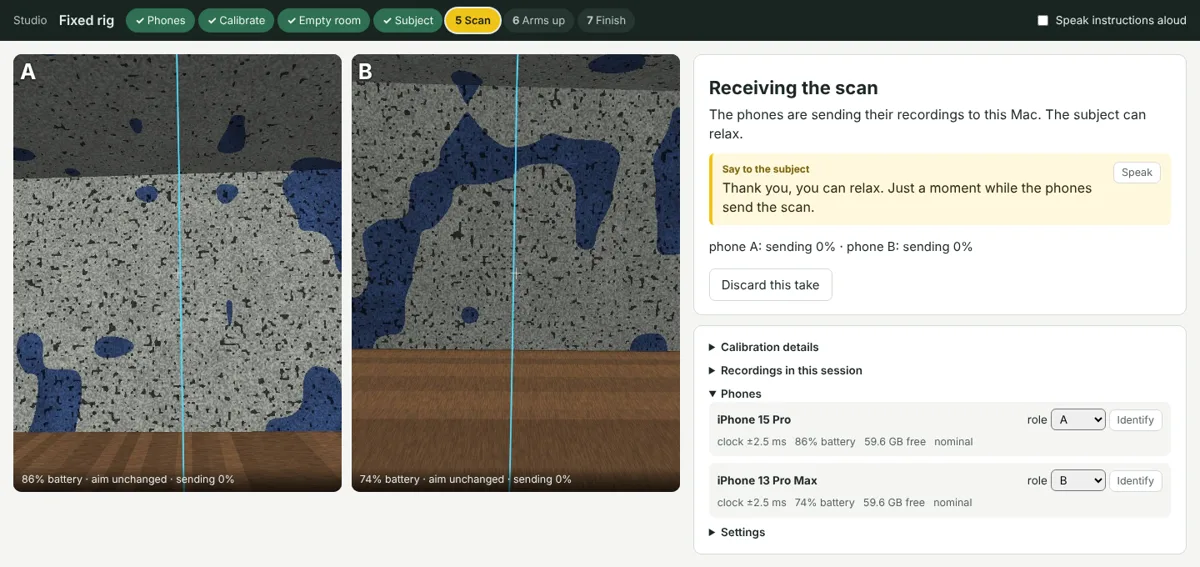 Studio Fixed rig ✓ Phones ✓ Calibrate ✓ Empty room ✓ Subject 5 Scan 6 Arms up 7 Finish Speak instructions aloud
A
86% battery · aim unchanged · sending 0%
B
74% battery · aim unchanged · sending 0%
Receiving the scan
The phones are sending their recordings to this Mac. The subject can
relax.
Say to the subject
Speak
Thank you, you can relax. Just a moment while the phones
send the scan.
phone A: sending 0% · phone B: sending 0%
Discard this take
▶ Calibration details
▶ Recordings in this session
▼ Phones
iPhone 15 Pro role A Identify
clock ±2.5 ms 86% battery 59.6 GB free nominal
iPhone 13 Pro Max role B Identify
clock ±2.5 ms 74% battery 59.6 GB free nominal
▶ Settings